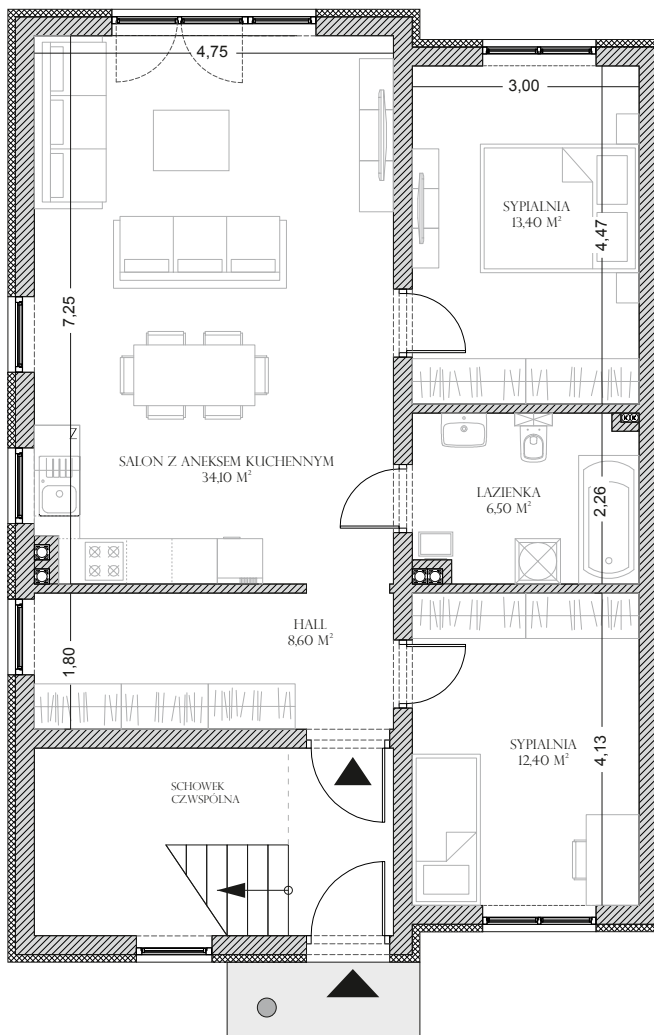 4,75
3,00
SYPIALNIA
13,40 M²
4,47
7,25
SALON Z ANEKSEM KUCHENNYM
34,10 M²
Z
ŁAZIENKA
6,50 M²
2,26
HALL
8,60 M²
1,80
SYPIALNIA
12,40 M²
4,13
SCHOWEK
CZ.WSPÓLNA